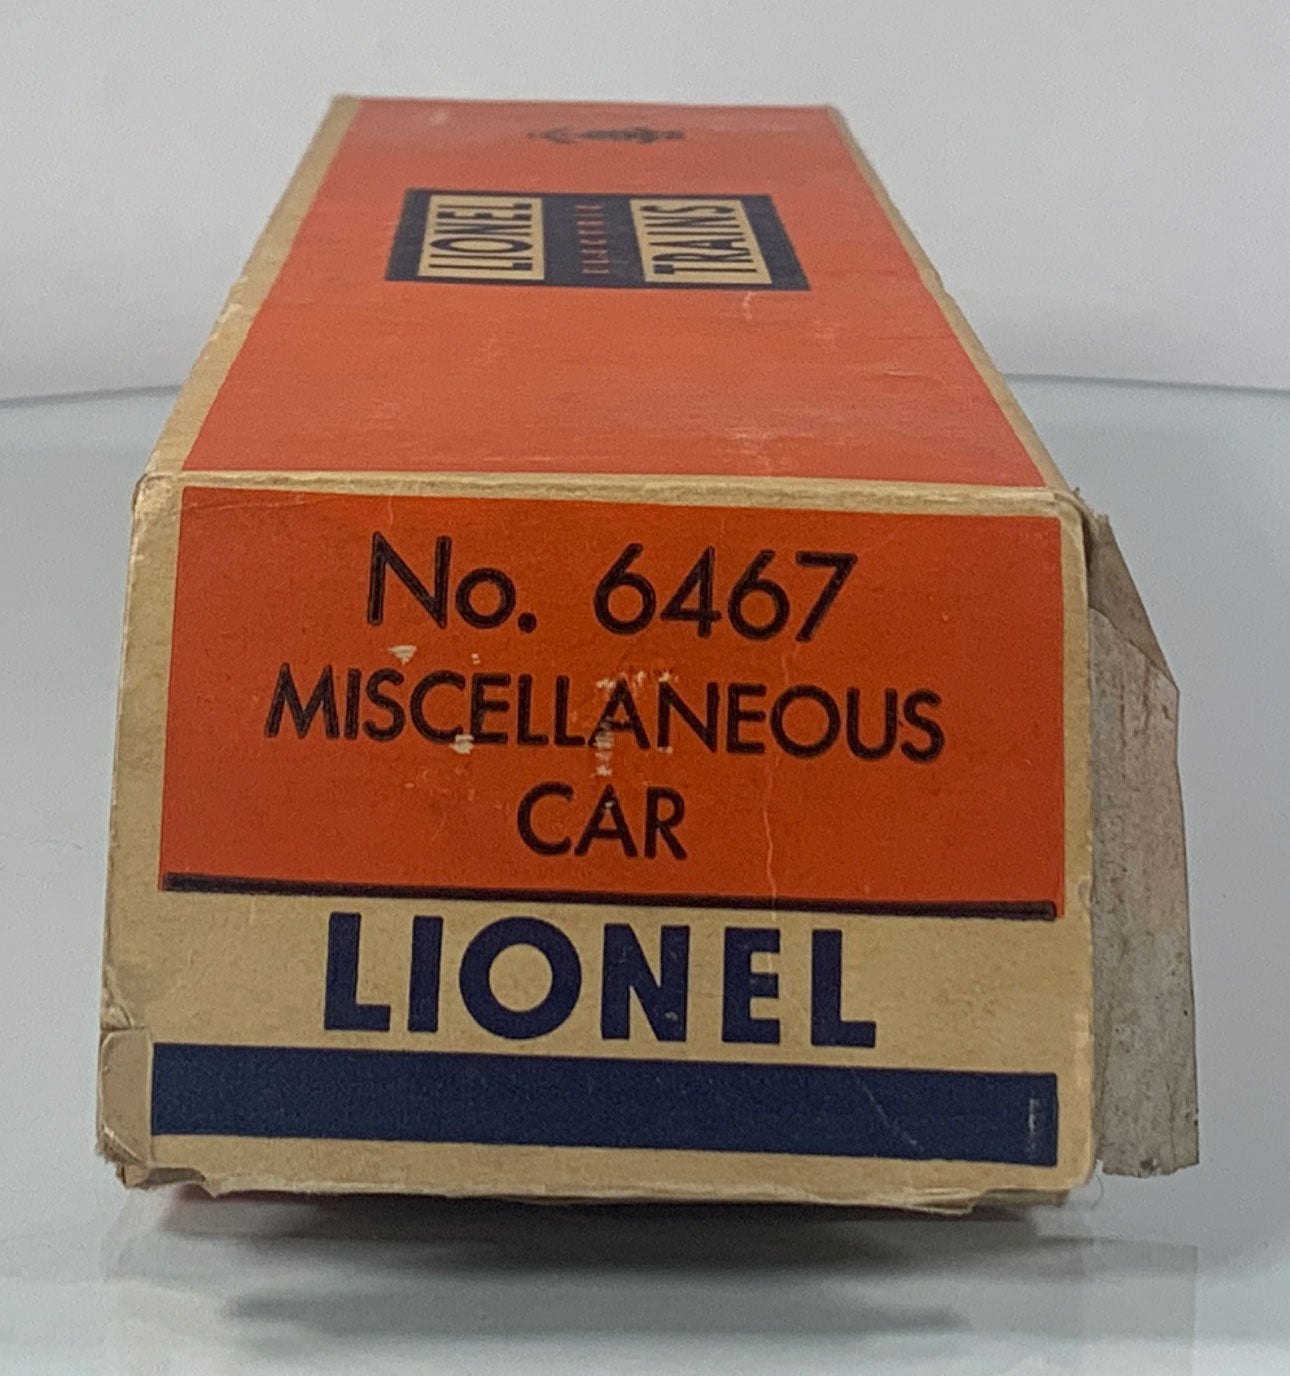 LIONEL
ELECTRIC
TRAINS
No. 6467
MISCELLANEOUS
CAR
LIONEL